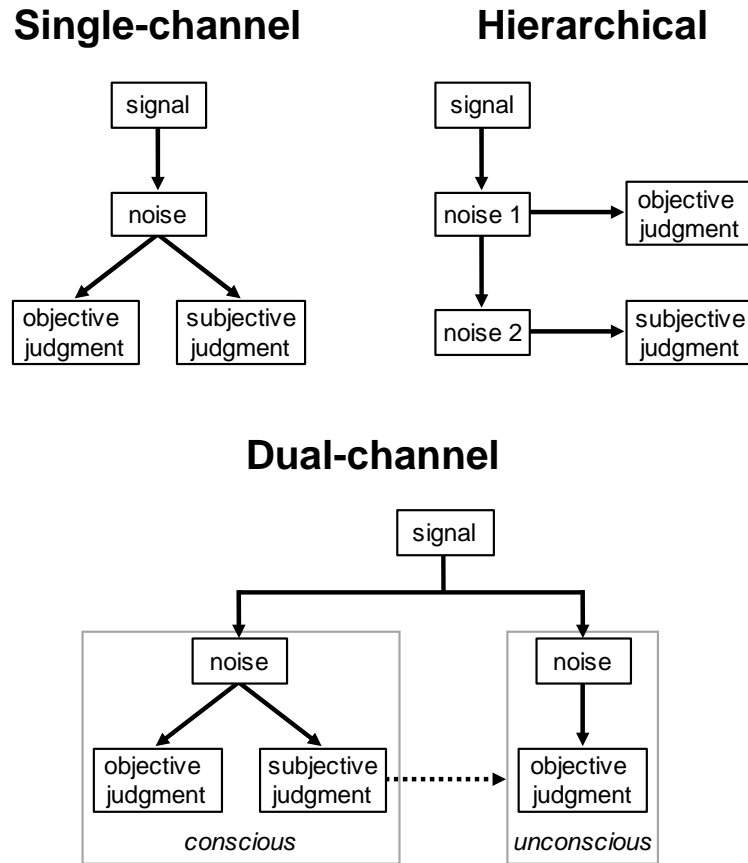 Single-channel
signal
noise
objective
judgment
subjective
judgment
Hierarchical
signal
noise 1
objective
judgment
noise 2
subjective
judgment
Dual-channel
signal
noise
objective
judgment
subjective
judgment
conscious
noise
objective
judgment
unconscious